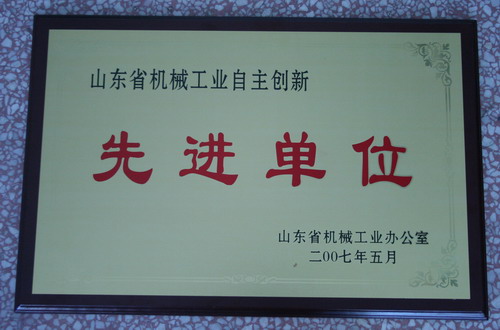 山东省机械工业自主创新
先进单位
山东省机械工业办公室
二00七年五月